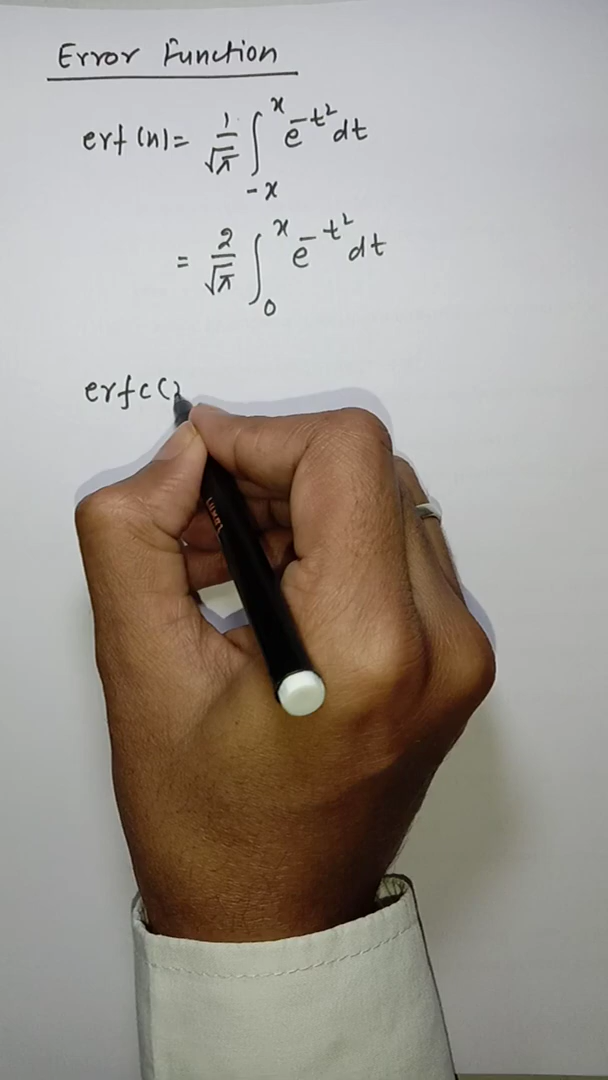 Error Function
erf (n) = 1/√π ∫_{-x}^{x} e^{-t²} dt
= 2/√π ∫_{0}^{x} e^{-t²} dt
erfc (